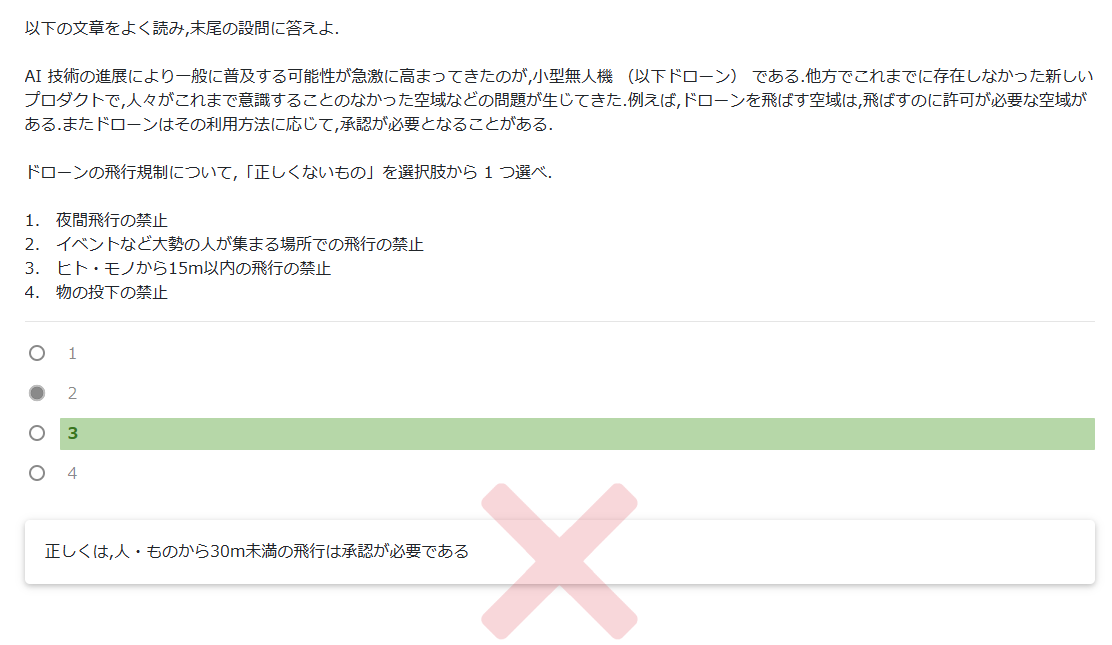 以下の文章をよく読み,末尾の設問に答えよ.
AI 技術の進展により一般に普及する可能性が急激に高まってきたのが,小型無人機 （以下ドローン） である.他方でこれまでに存在しなかった新しい
プロダクトで,人々がこれまで意識することのなかった空域などの問題が生じてきた.例えば,ドローンを飛ばす空域は,飛ばすのに許可が必要な空域が
ある.またドローンはその利用方法に応じて,承認が必要となることがある.
ドローンの飛行規制について,「正しくないもの」を選択肢から 1 つ選べ.
1. 夜間飛行の禁止
2. イベントなど大勢の人が集まる場所での飛行の禁止
3. ヒト・モノから15m以内の飛行の禁止
4. 物の投下の禁止
1
2
3
4
正しくは,人・ものから30m未満の飛行は承認が必要である